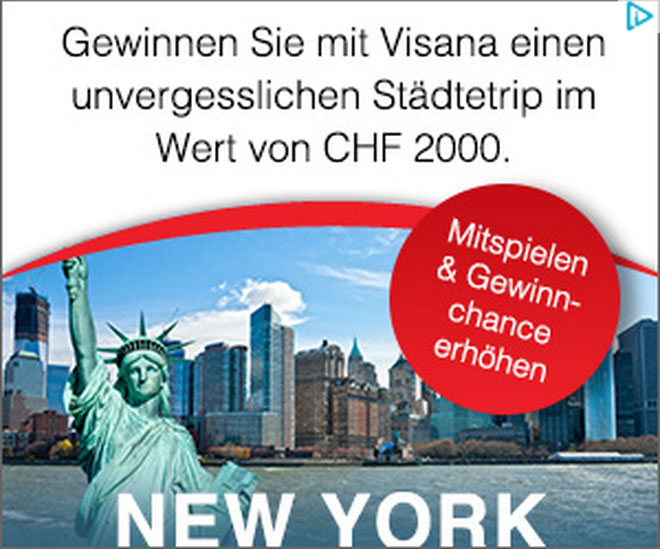 Gewinnen Sie mit Visana einen
unvergesslichen Städtetrip im
Wert von CHF 2000.
Mitspielen
& Gewinn-
chance
erhöhen
NEW YORK